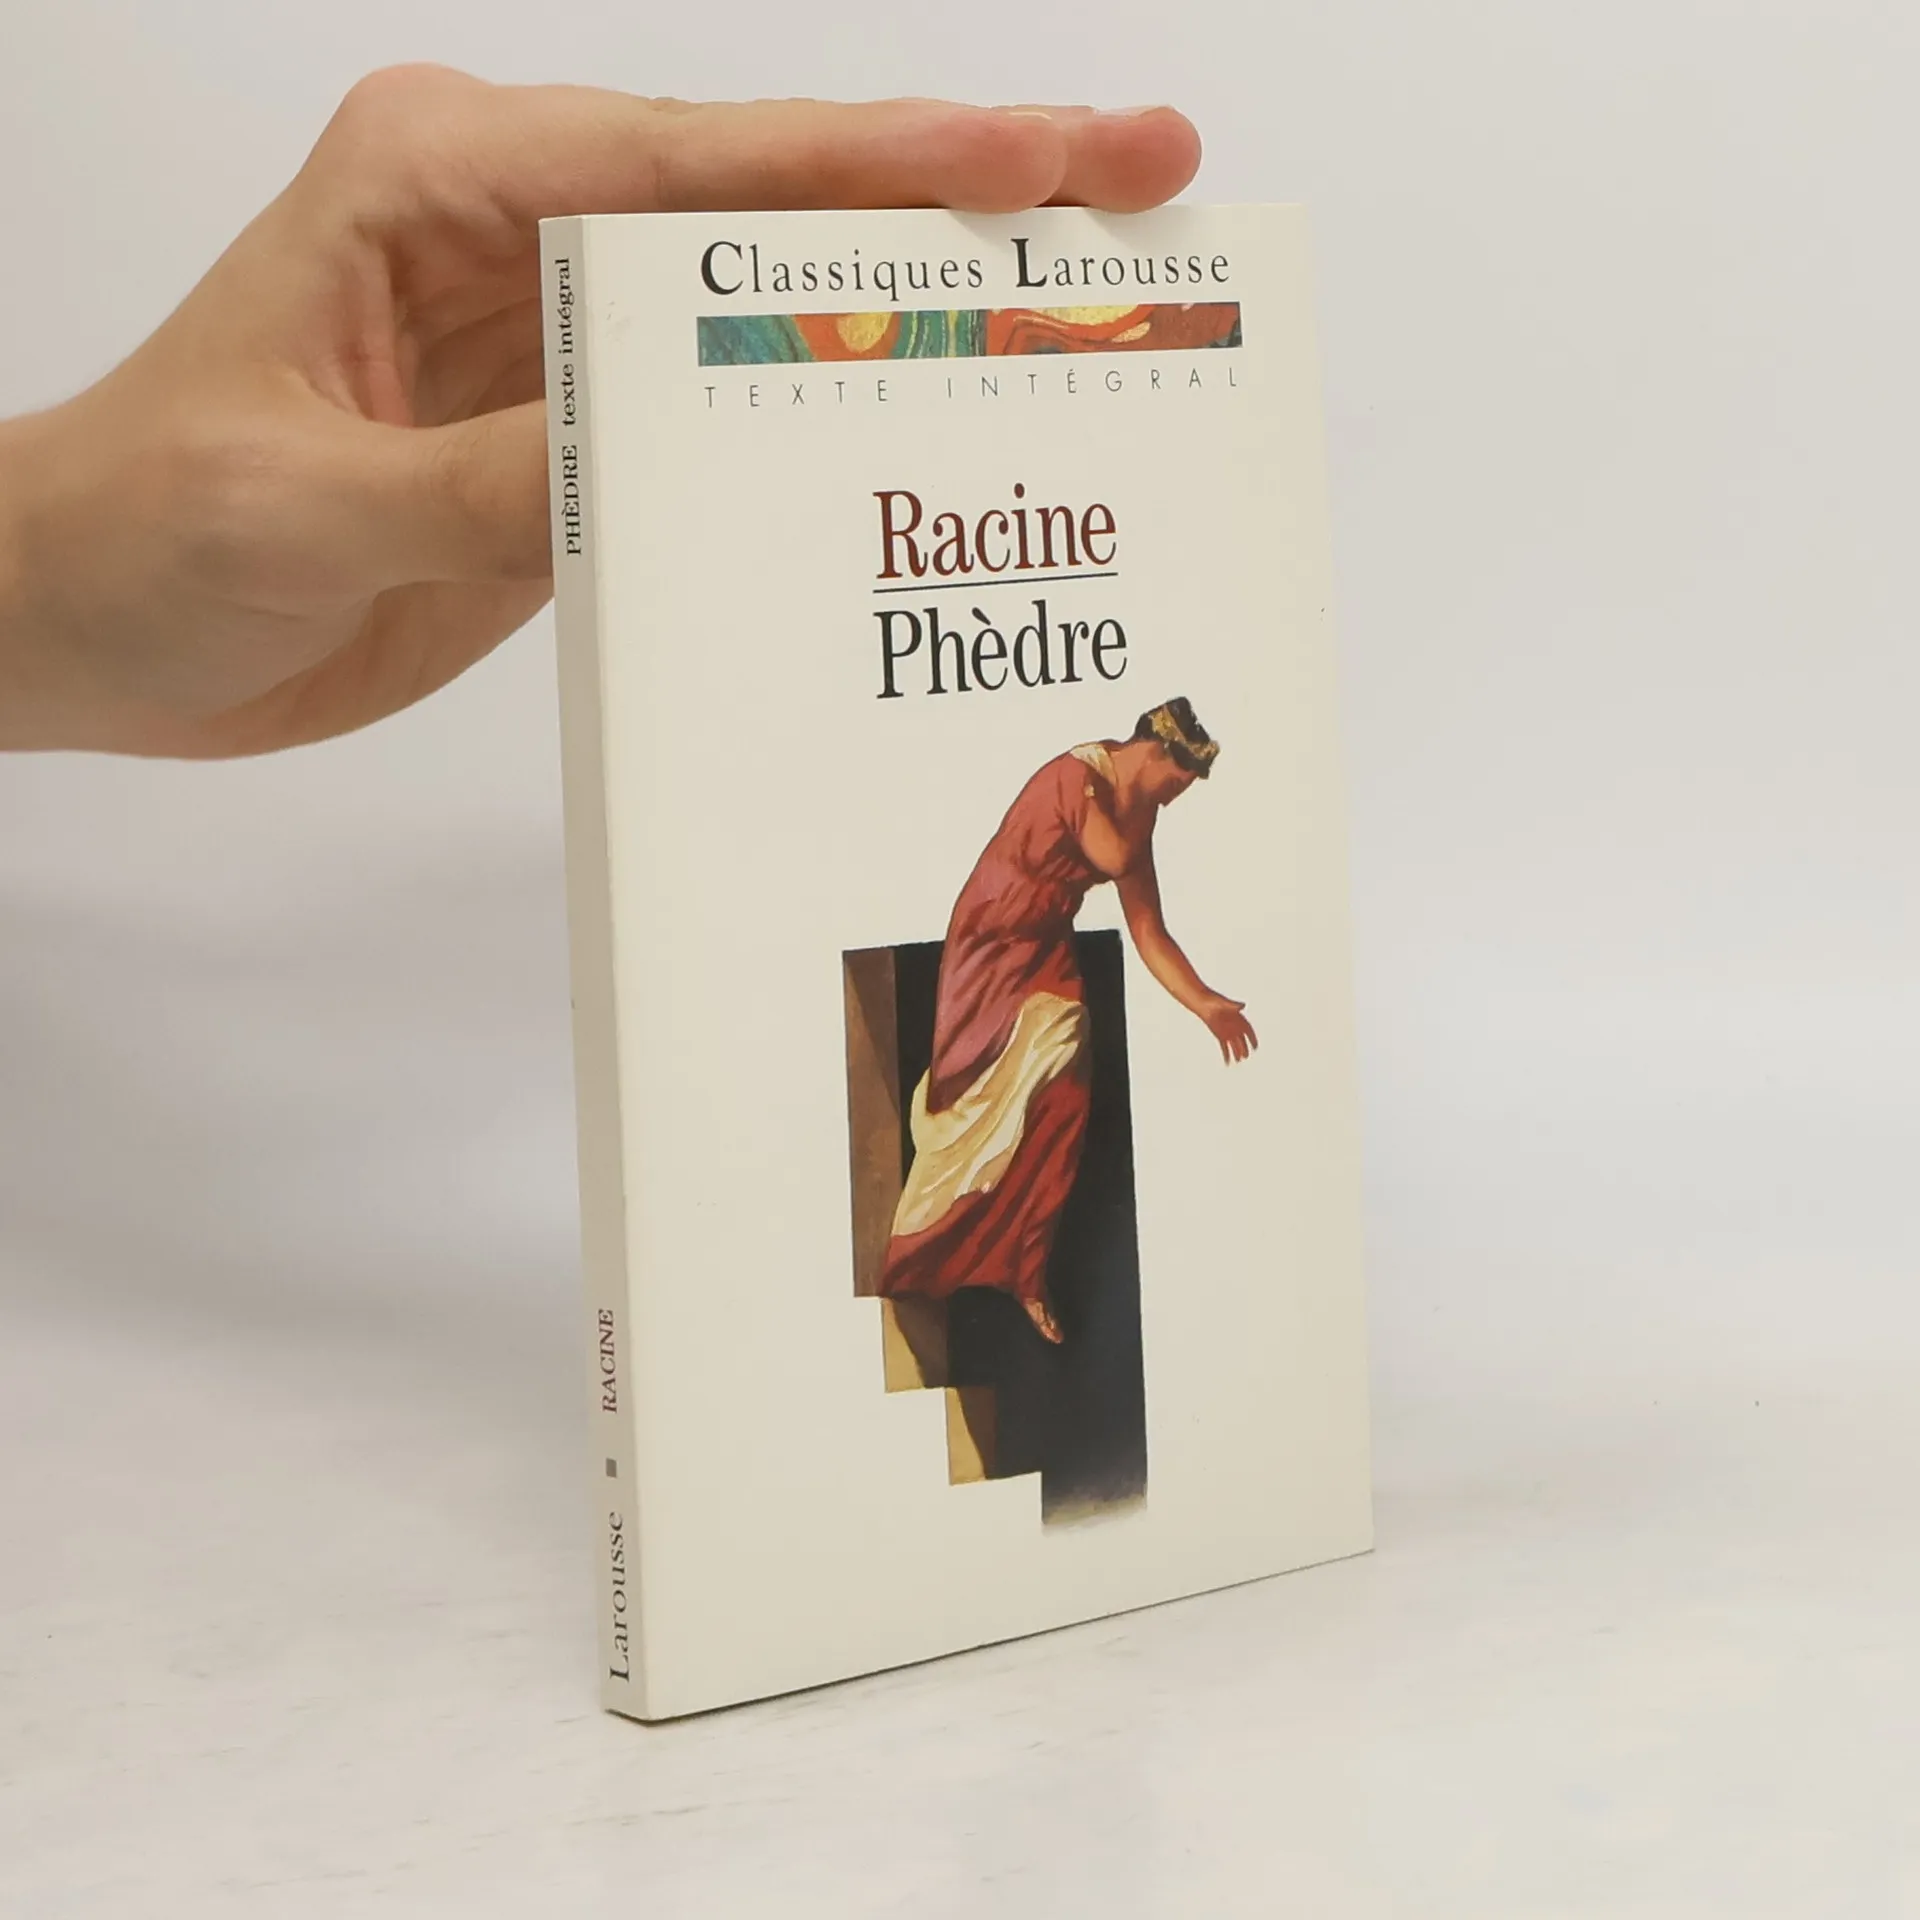 Classiques Larousse
TEXTE INTÉGRAL
Racine
Phèdre
PHÈDRE texte intégral
RACINE
Larousse